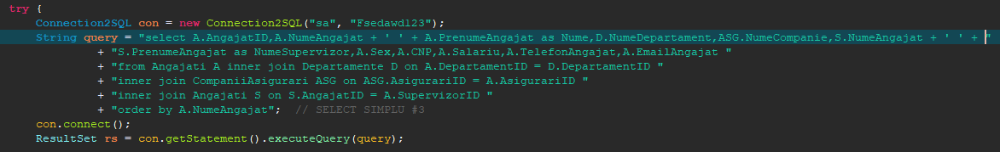 try {
Connection2SQL con = new Connection2SQL("sa", "Fsedawd123");
String query = "select A.AngajatID,A.NumeAngajat + ' ' + A.PrenumeAngajat as Nume,D.NumeDepartament,ASG.NumeCompanie,S.NumeAngajat + ' ' + "
+ "S.PrenumeAngajat as NumeSupervizor,A.Sex,A.CNP,A.Salariu,A.TelefonAngajat,A.EmailAngajat "
+ "from Angajati A inner join Departamente D on A.DepartamentID = D.DepartamentID "
+ "inner join CompaniiAsigurari ASG on ASG.AsigurariID = A.AsigurariID "
+ "inner join Angajati S on S.AngajatID = A.SupervizorID "
+ "order by A.NumeAngajat"; // SELECT SIMPLU #3
con.connect();
ResultSet rs = con.getStatement().executeQuery(query);